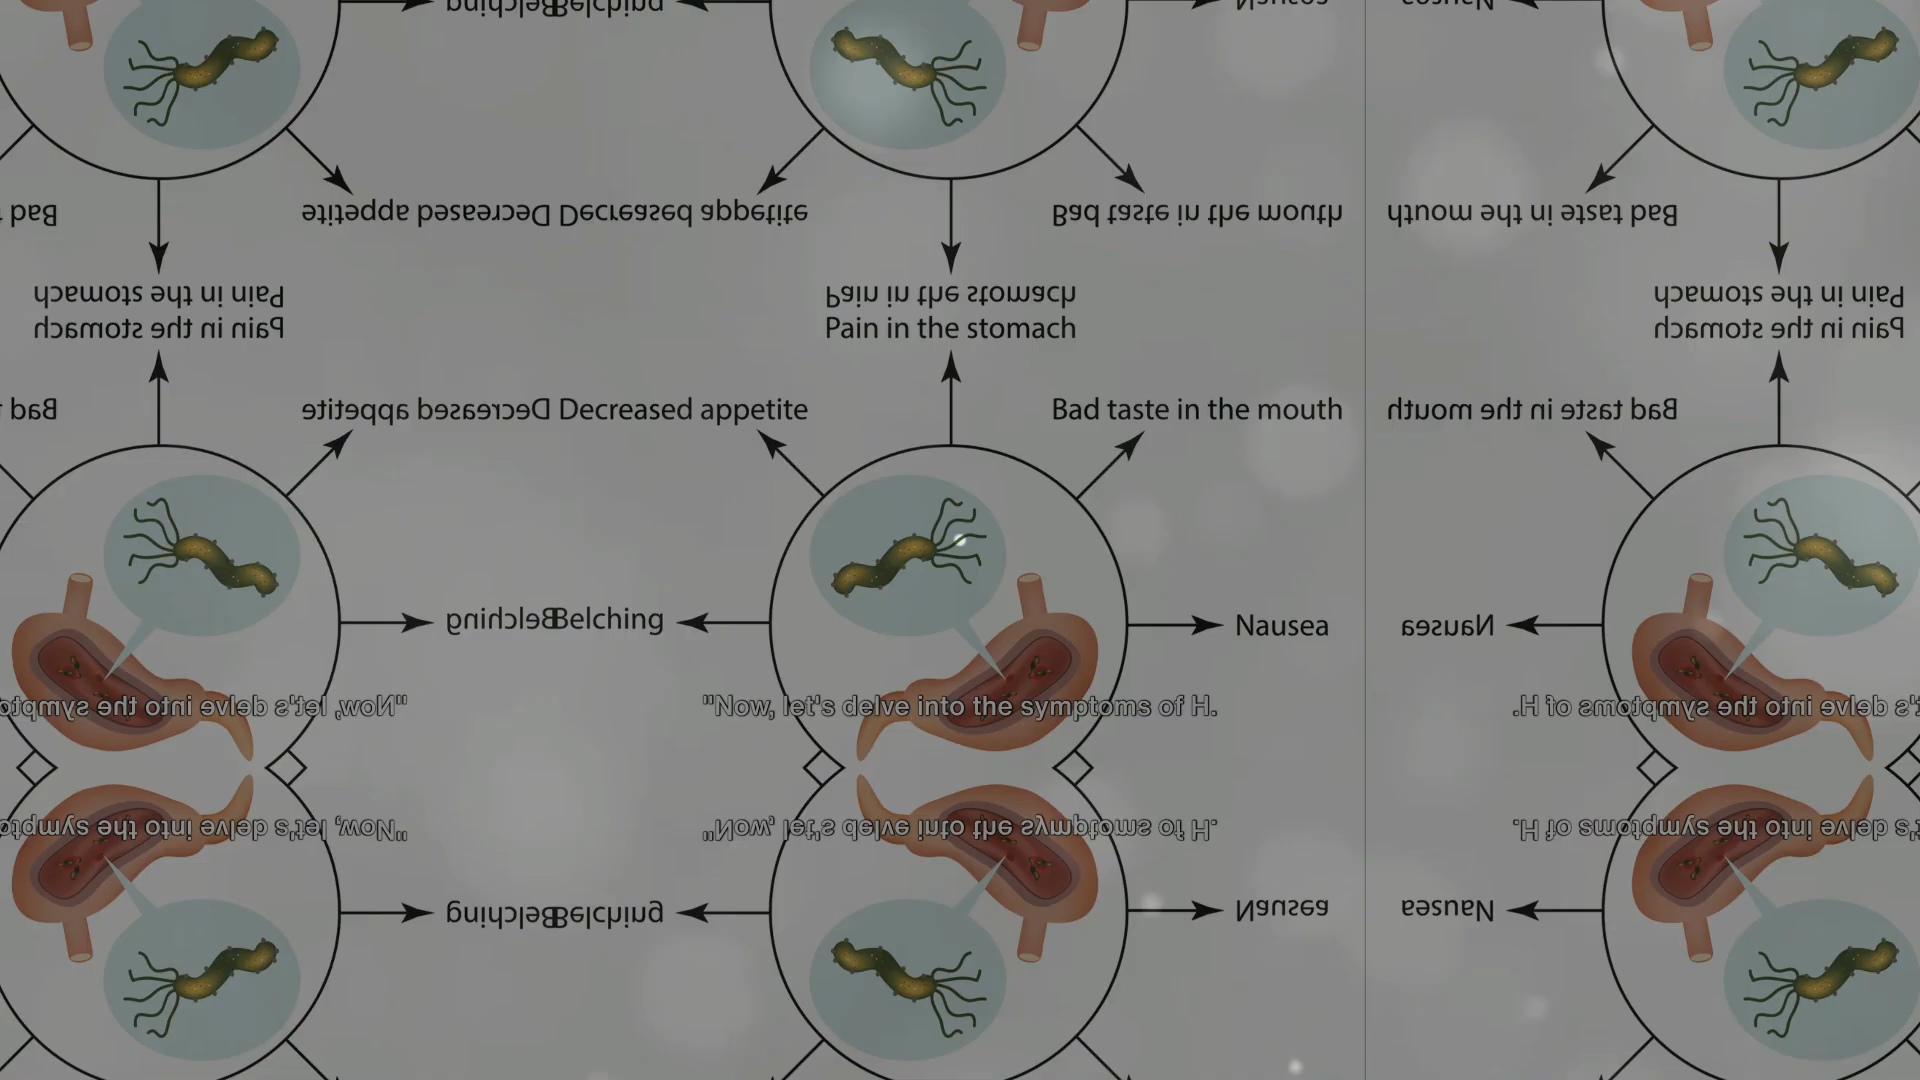 Pain in the stomach
Decreased appetite
Bad taste in the mouth
Belching
Nausea
"Now, let's delve into the symptoms of H.